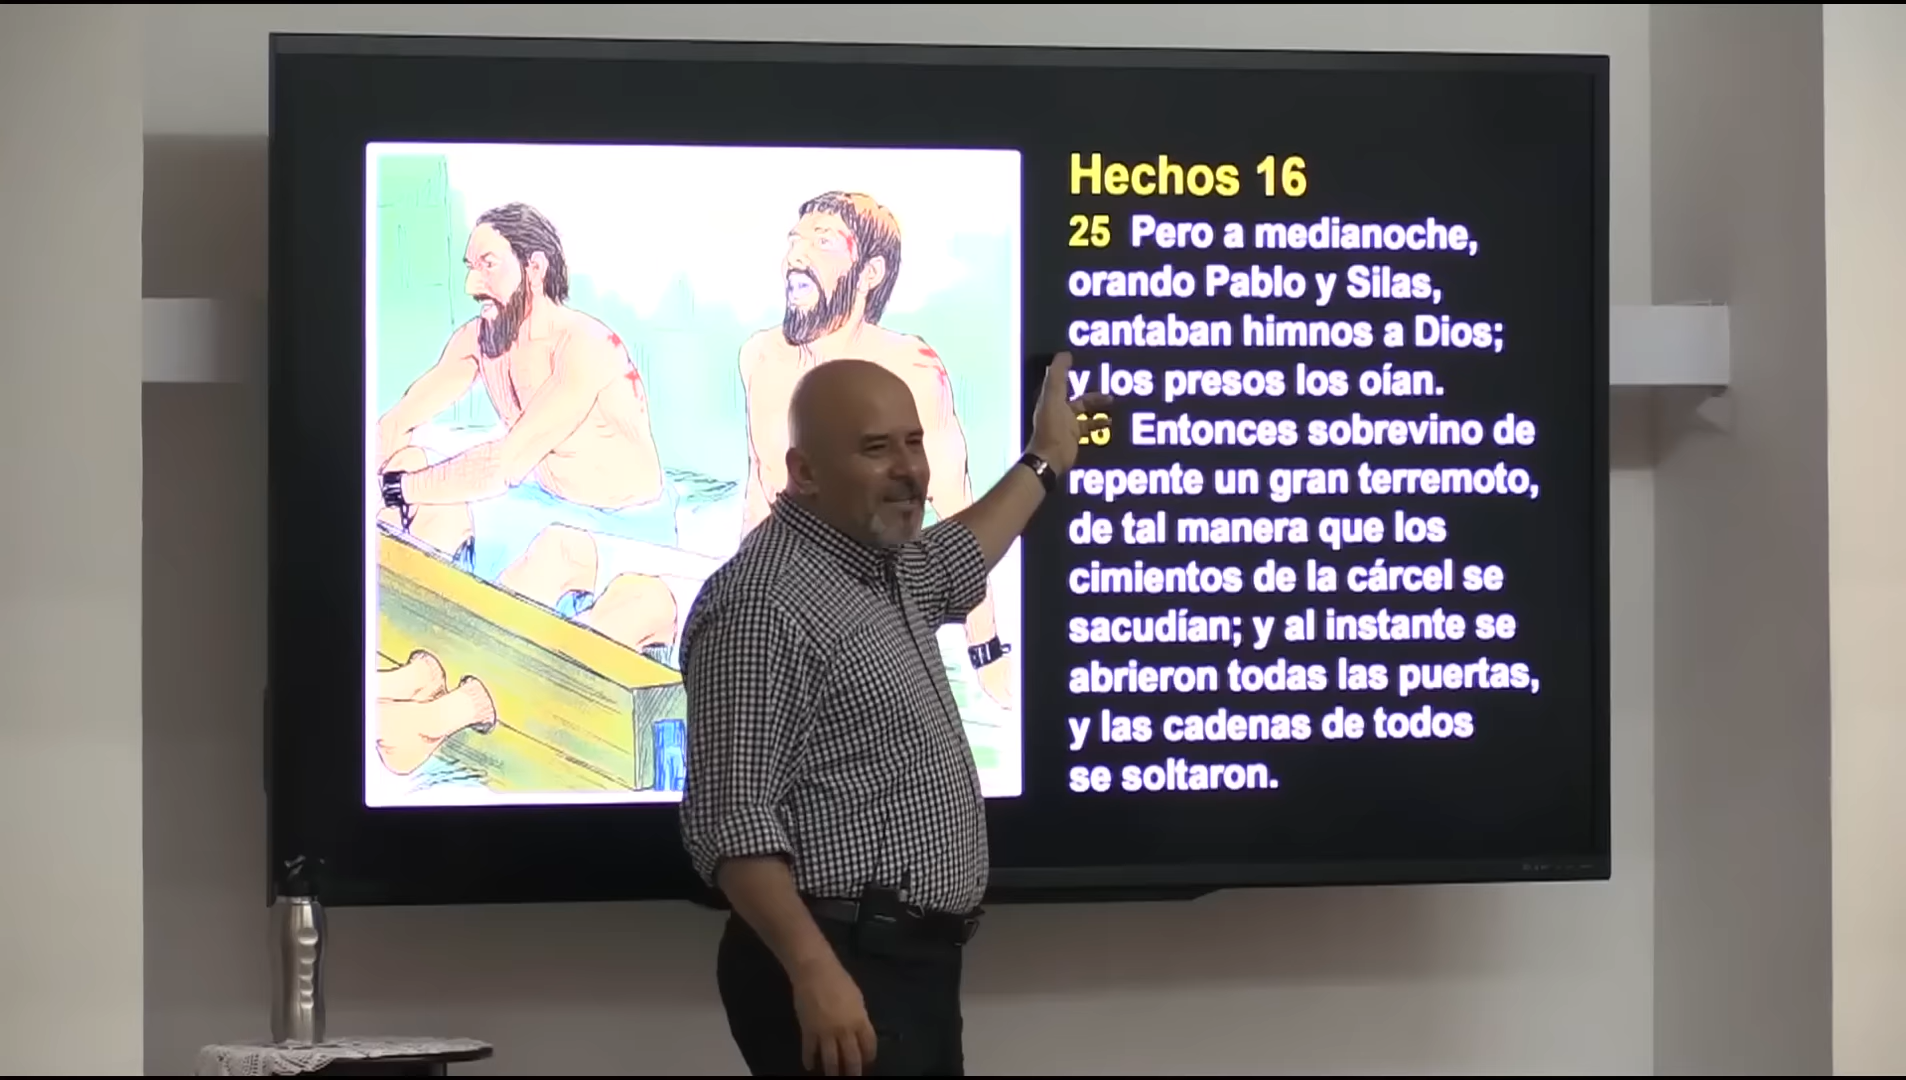 Hechos 16
25 Pero a medianoche,
orando Pablo y Silas,
cantaban himnos a Dios;
y los presos los oían.
26 Entonces sobrevino de
repente un gran terremoto,
de tal manera que los
cimientos de la cárcel se
sacudían; y al instante se
abrieron todas las puertas,
y las cadenas de todos
se soltaron.